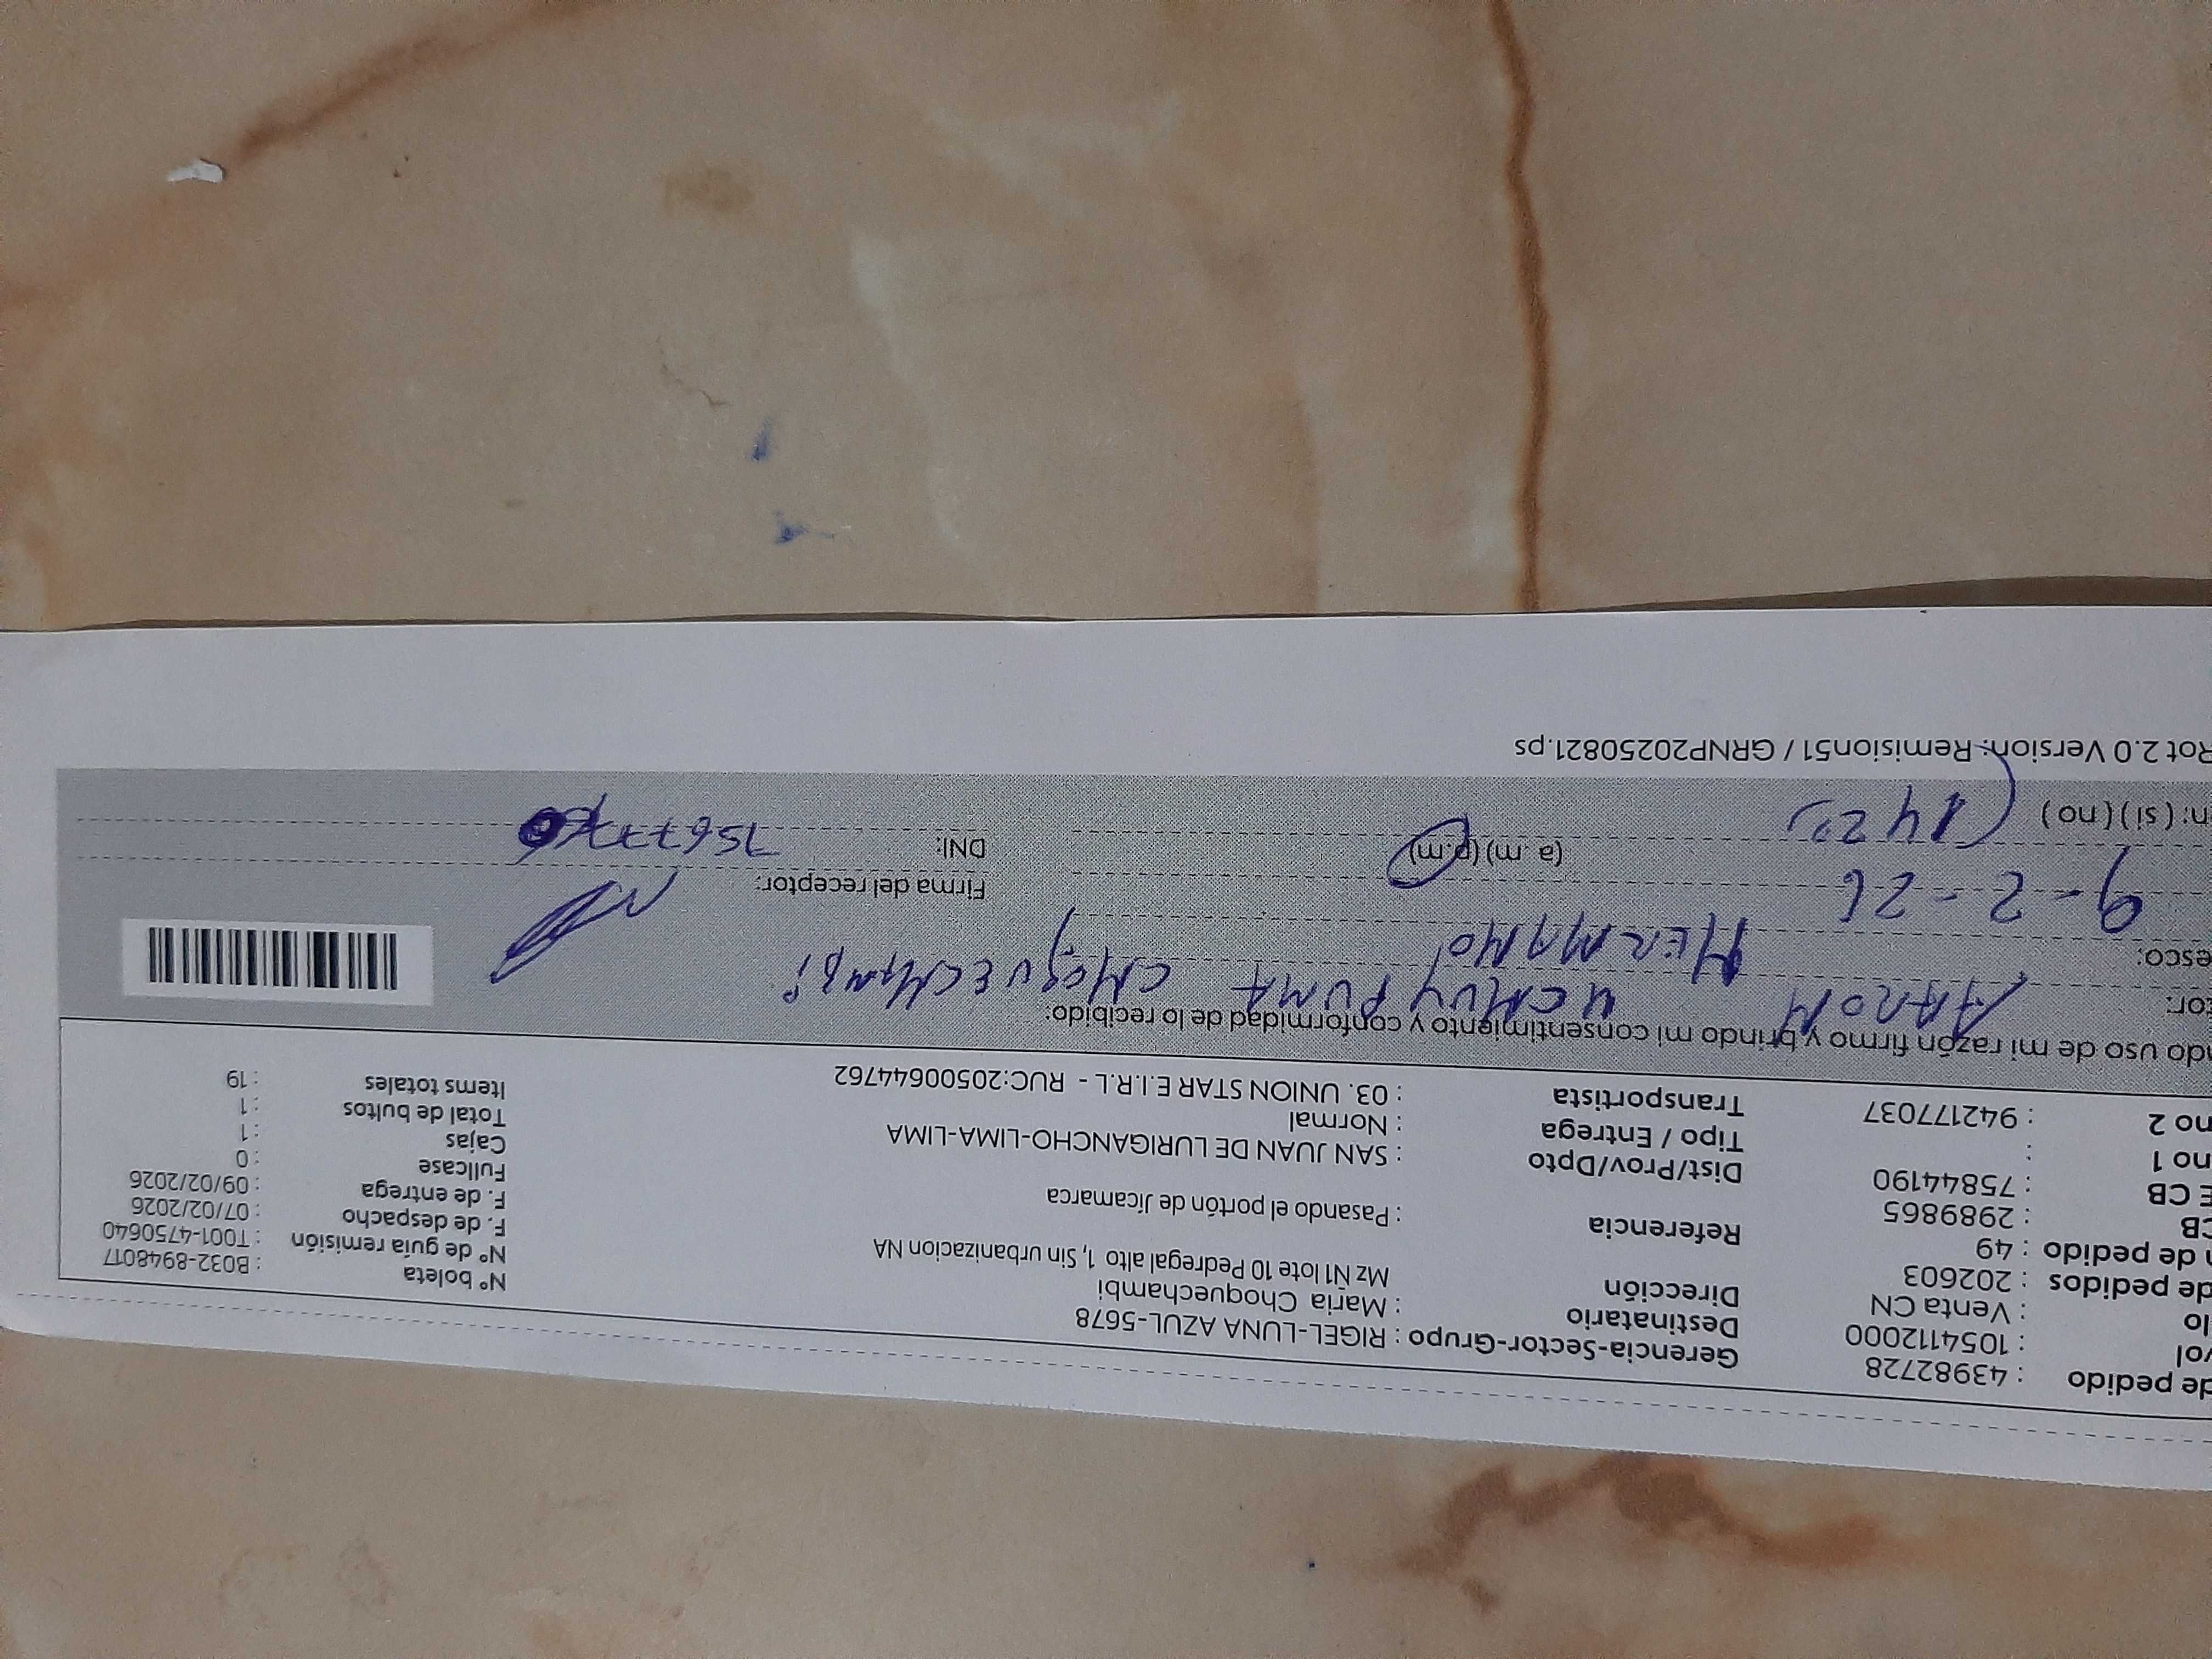 de pedido : 43982728 Gerencia-Sector-Grupo : RIGEL-LUNA AZUL-5678 Nº boleta : B032-8948017
vol : 1054112000 Destinatario : Maria Choquechambi Nº de guia remisión : T001-4750640
lo : Venta CN Dirección Mz Ñ1 lote 10 Pedregal alto 1, Sin urbanizacion NA F. de despacho : 07/02/2026
de pedidos : 202603 F. de entrega : 09/02/2026
n de pedido : 49 Referencia : Pasando el portón de Jicamarca Fullcase : 0
CB : 2989865 Cajas : 1
E CB : 75844190 Dist/Prov/Dpto : SAN JUAN DE LURIGANCHO-LIMA-LIMA Total de bultos : 1
no 1 : Tipo / Entrega : Normal Items totales : 19
no 2 : 942177037 Transportista : 03. UNION STAR E.I.R.L - RUC:20500644762
ndo uso de mi razón firmo y brindo mi consentimiento y conformidad de lo recibido:
tor: AARON UCHUYPUMA CHOQUECHAMBI
esco: HERMANO
9-2-26 Firma del receptor:
(a. m) (p.m) DNI:
n: ( si ) ( no )
Rot 2.0 Version: Remision51 / GRNP20250821.ps